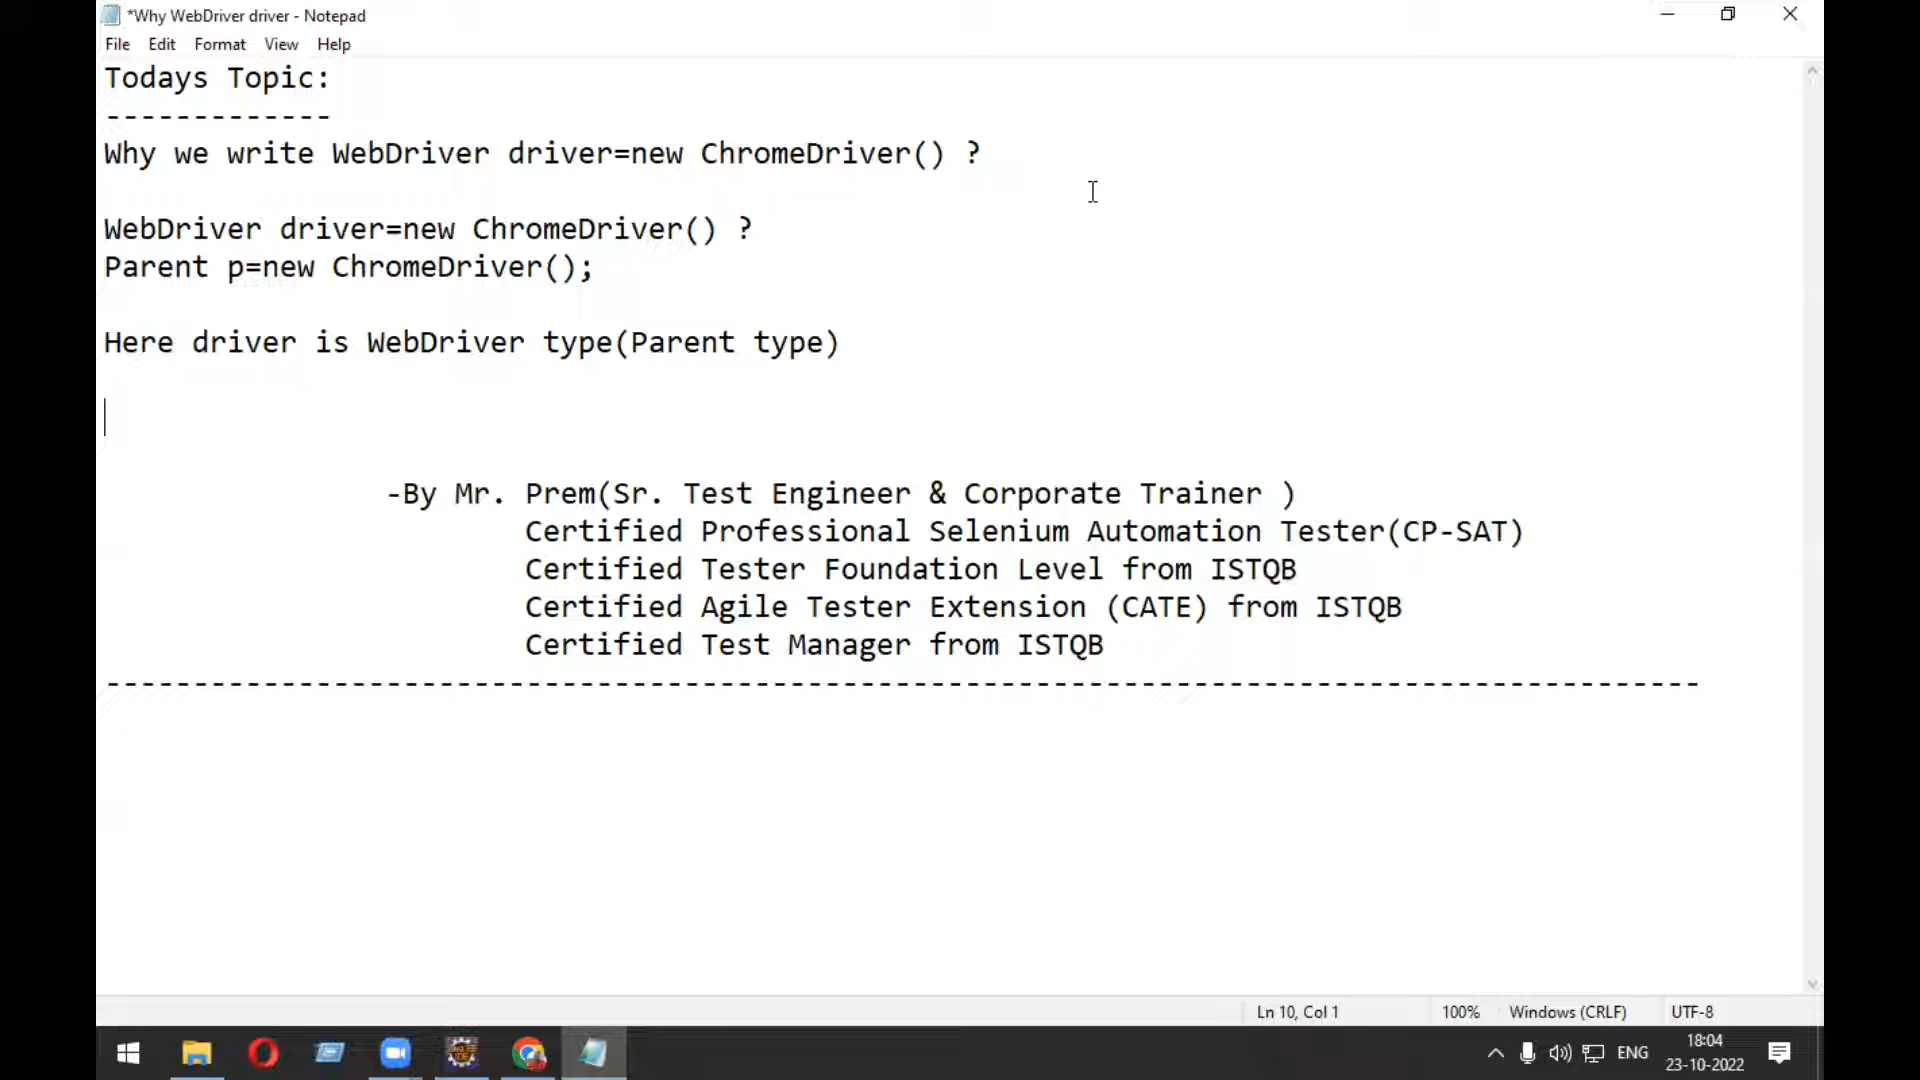 *Why WebDriver driver - Notepad
File Edit Format View Help
Todays Topic:
-------------
Why we write WebDriver driver=new ChromeDriver() ?
WebDriver driver=new ChromeDriver() ?
Parent p=new ChromeDriver();
Here driver is WebDriver type(Parent type)
-By Mr. Prem(Sr. Test Engineer & Corporate Trainer )
Certified Professional Selenium Automation Tester(CP-SAT)
Certified Tester Foundation Level from ISTQB
Certified Agile Tester Extension (CATE) from ISTQB
Certified Test Manager from ISTQB
-------------------------------------------------------------------------------------------
Ln 10, Col 1 100% Windows (CRLF) UTF-8
ENG 18:04
23-10-2022